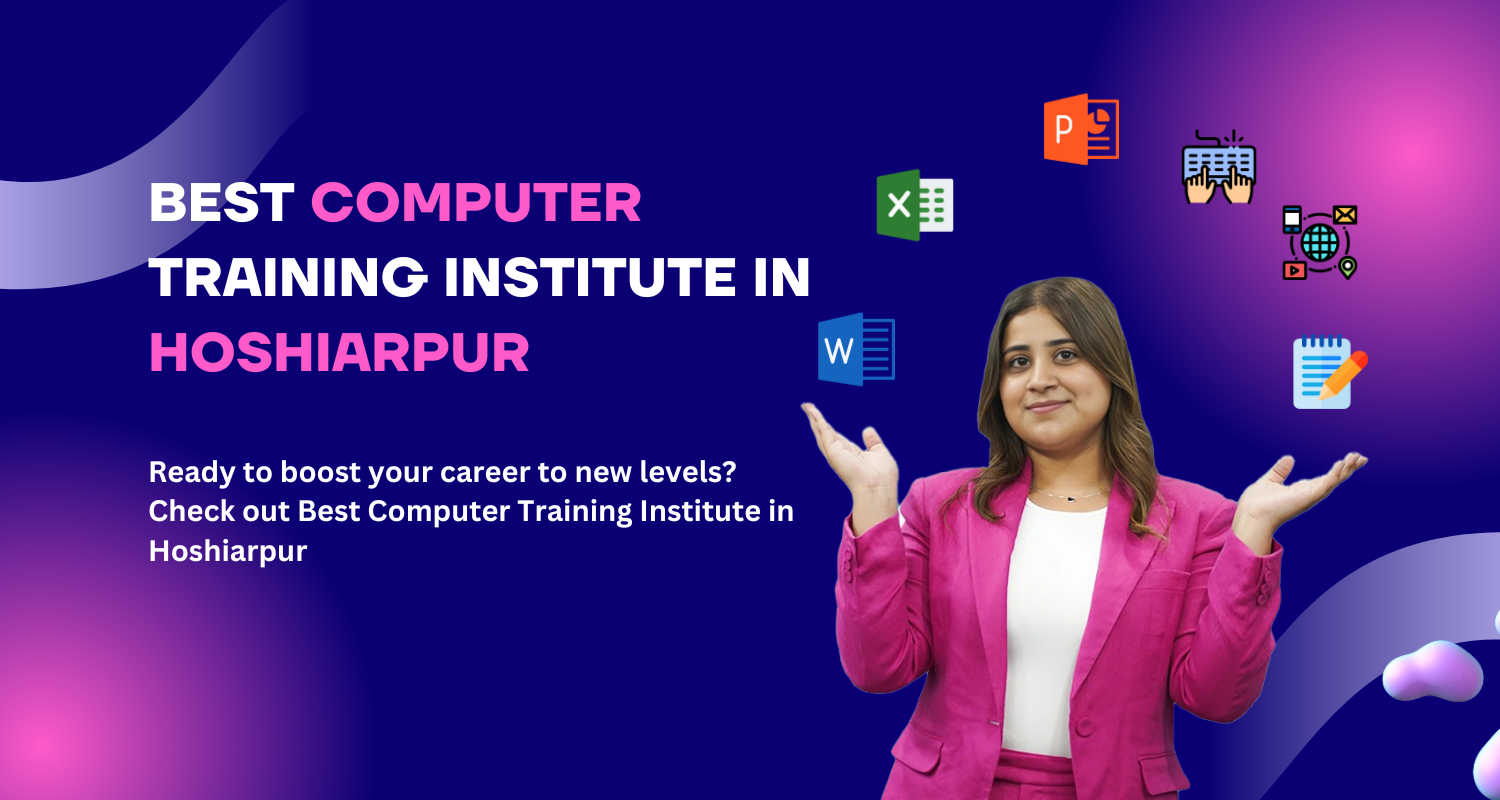 BEST COMPUTER
TRAINING INSTITUTE IN
HOSHIARPUR
Ready to boost your career to new levels?
Check out Best Computer Training Institute in
Hoshiarpur
P
X
W